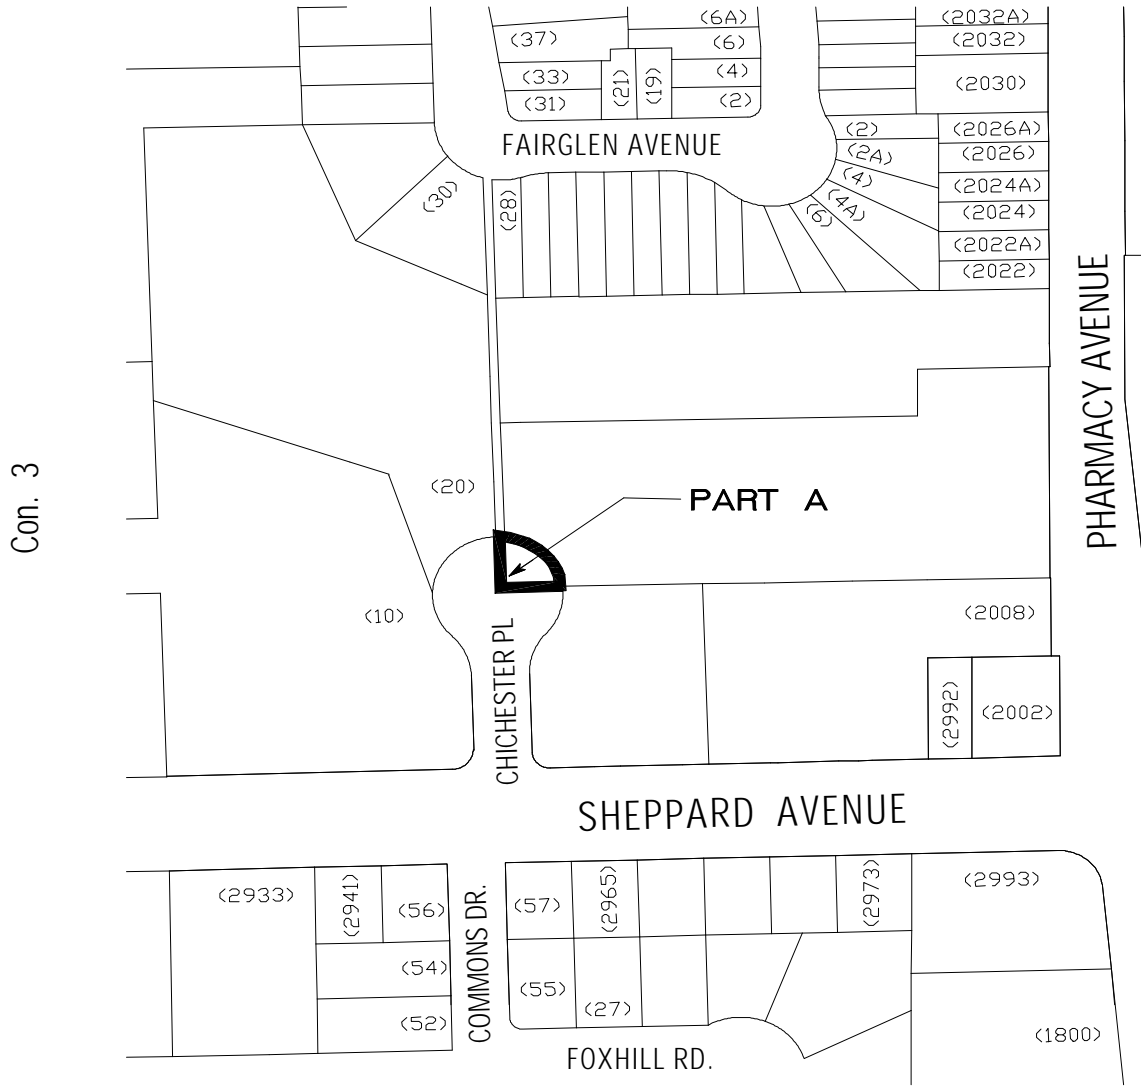 (6A)
(2032A)
(37)
(6)
(2032)
(33)
(21)
(19)
(4)
(2030)
(31)
(2)
FAIRGLEN AVENUE
(2)
(2026A)
(2A)
(2026)
(30)
(28)
(4)
(2024A)
(4A)
(6)
(2024)
(2022A)
(2022)
PHARMACY AVENUE
Con. 3
(20)
PART A
(10)
(2008)
CHICHESTER PL
(2992)
(2002)
SHEPPARD AVENUE
(2933)
(2941)
(56)
(57)
(2965)
(2973)
(2993)
COMMONS DR.
(54)
(55)
(52)
(27)
(1800)
FOXHILL RD.